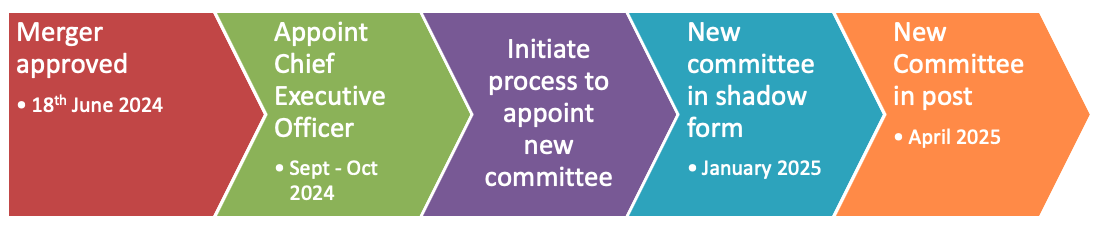 Merger
approved
• 18th June 2024
Appoint
Chief
Executive
Officer
• Sept - Oct
2024
Initiate
process to
appoint
new
committee
New
committee
in shadow
form
• January 2025
New
Committee
in post
• April 2025